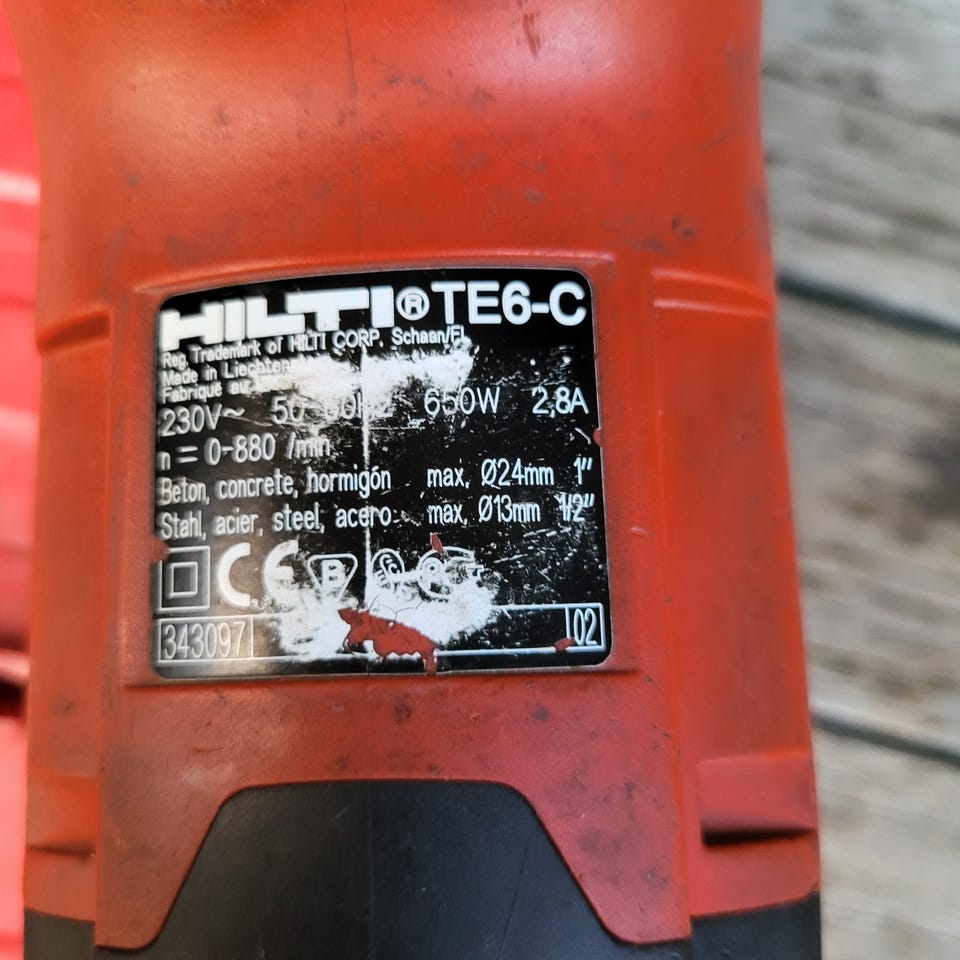 HILTI® TE6-C
Reg. Trademark of HILTI CORP. Schaan/FL
Made in
Fabriqué au
230V~ 50 650W 2,8A
n = 0-880 /min
Beton, concrete, hormigón max. Ø24mm 1"
Stahl, acier, steel, acero max. Ø13mm 1/2"
CE B
343097 02